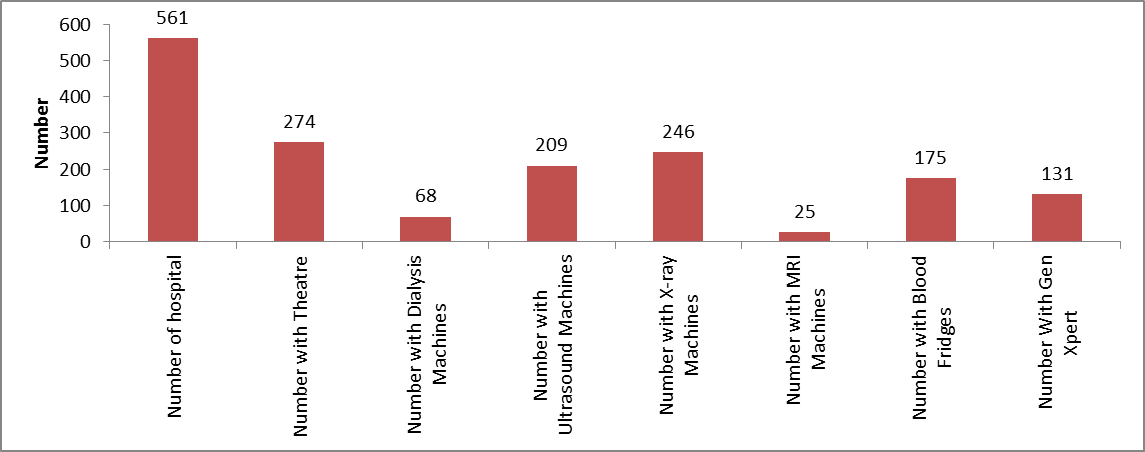 Number
600
500
400
300
200
100
0
561
274
68
209
246
25
175
131
Number of hospital
Number with Theatre
Number with Dialysis
Machines
Number with
Ultrasound Machines
Number with X-ray
Machines
Number with MRI
Machines
Number with Blood
Fridges
Number With Gen
Xpert